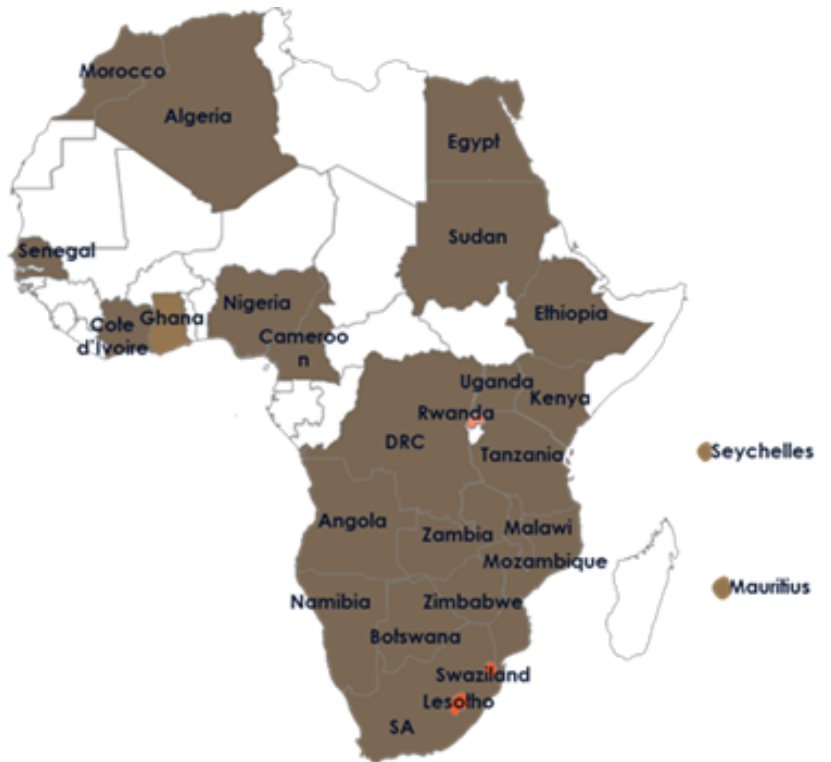 Morocco
Algeria
Egypt
Senegal
Sudan
Nigeria
Ghana
Cote
d'Ivoire
Cameroo
n
Ethiopia
Uganda
Kenya
Rwanda
DRC
Tanzania
Seychelles
Angola
Zambia
Malawi
Mozambique
Mauritius
Namibia
Zimbabwe
Botswana
Swaziland
Lesotho
SA